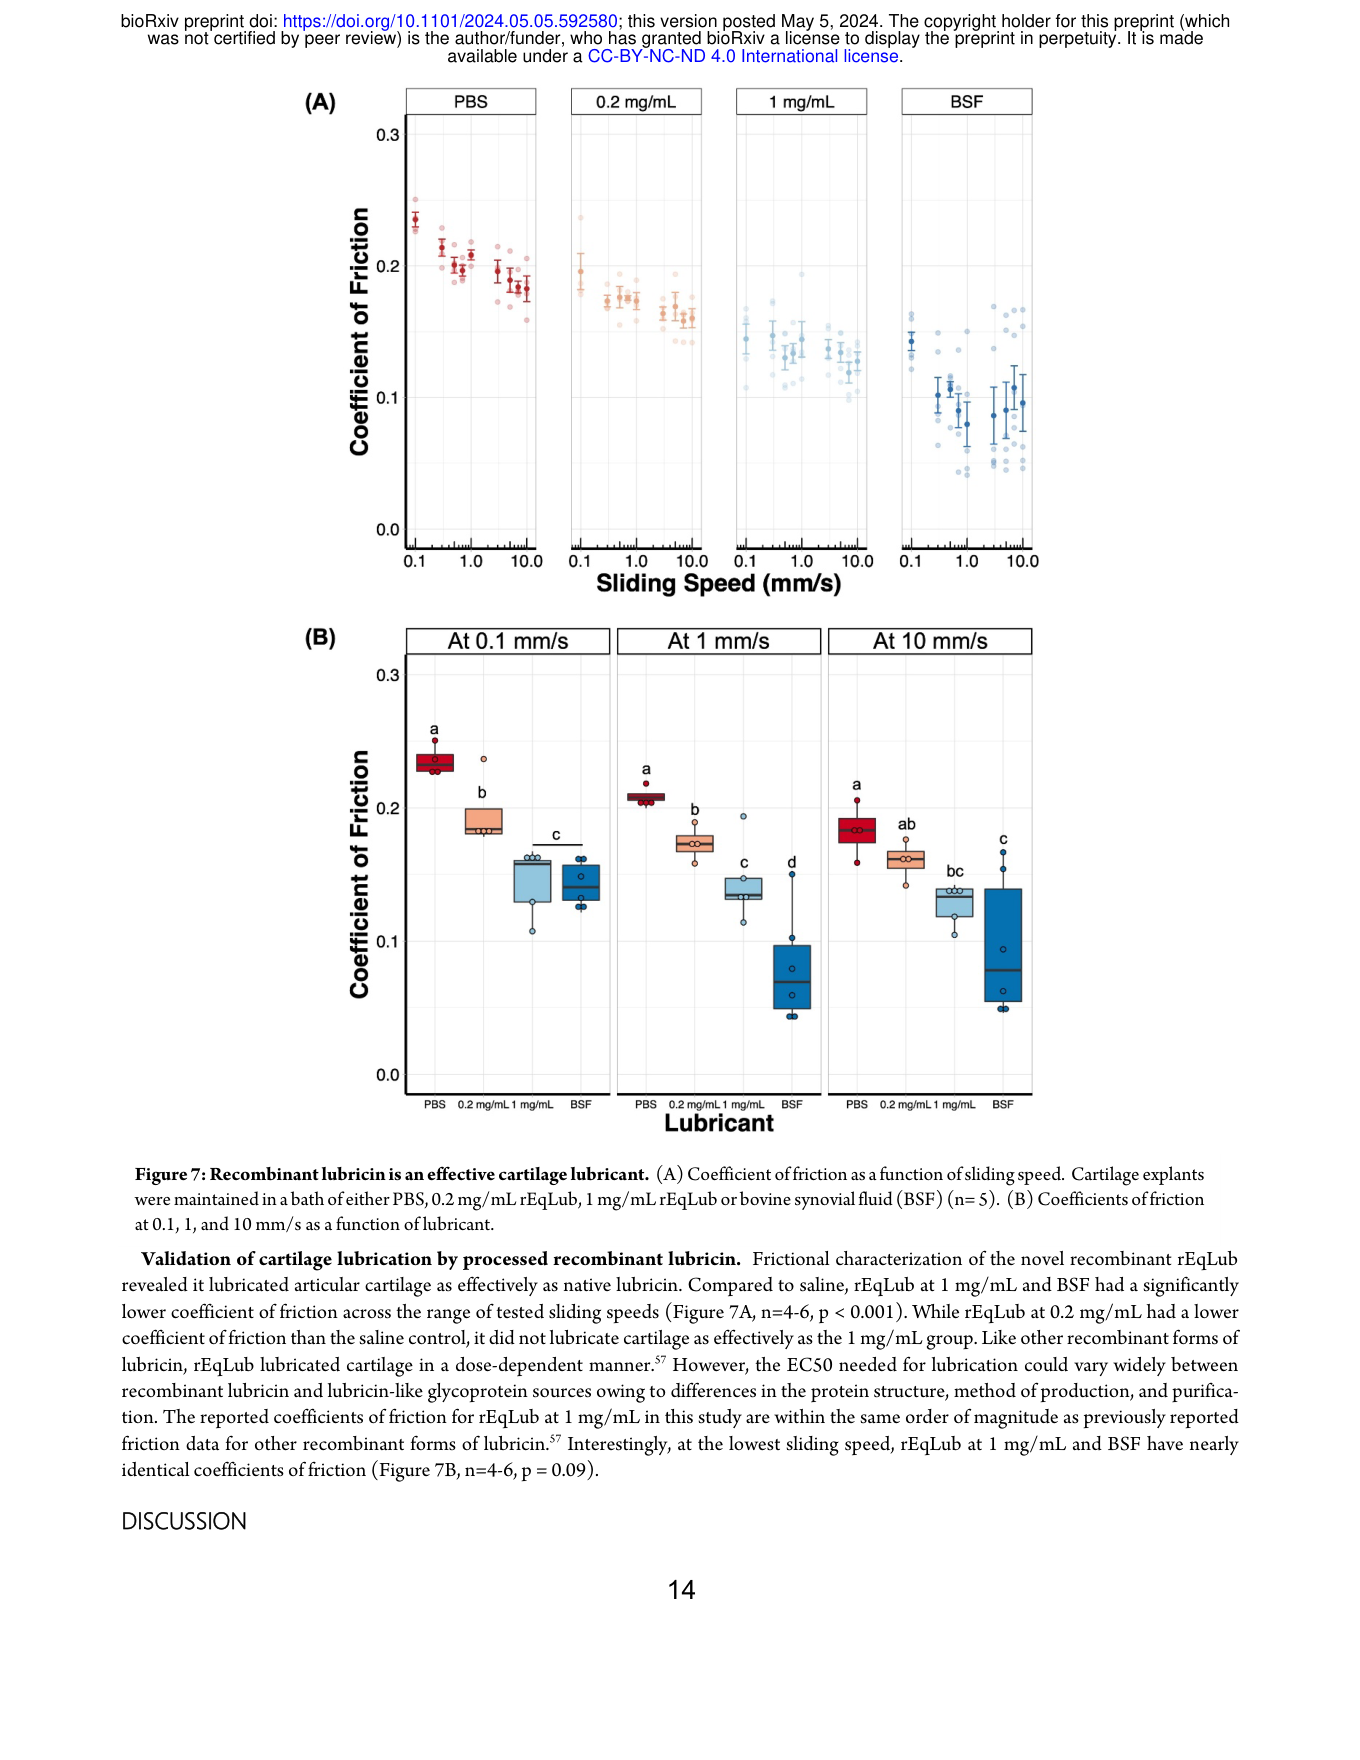 bioRxiv preprint doi: https://doi.org/10.1101/2024.05.05.592580; this version posted May 5, 2024. The copyright holder for this preprint (which
was not certified by peer review) is the author/funder, who has granted bioRxiv a license to display the preprint in perpetuity. It is made
available under a CC-BY-NC-ND 4.0 International license.
(A)
PBS 0.2 mg/mL 1 mg/mL BSF
Coefficient of Friction
0.3
0.2
0.1
0.0
0.1 1.0 10.0 0.1 1.0 10.0 0.1 1.0 10.0 0.1 1.0 10.0
Sliding Speed (mm/s)
(B)
At 0.1 mm/s At 1 mm/s At 10 mm/s
Coefficient of Friction
0.3
0.2
0.1
0.0
a b c
a b c d
a ab bc c
PBS 0.2 mg/mL 1 mg/mL BSF PBS 0.2 mg/mL 1 mg/mL BSF PBS 0.2 mg/mL 1 mg/mL BSF
Lubricant
Figure 7: Recombinant lubricin is an effective cartilage lubricant. (A) Coefficient of friction as a function of sliding speed. Cartilage explants
were maintained in a bath of either PBS, 0.2 mg/mL rEqLub, 1 mg/mL rEqLub or bovine synovial fluid (BSF) (n= 5). (B) Coefficients of friction
at 0.1, 1, and 10 mm/s as a function of lubricant.
Validation of cartilage lubrication by processed recombinant lubricin. Frictional characterization of the novel recombinant rEqLub
revealed it lubricated articular cartilage as effectively as native lubricin. Compared to saline, rEqLub at 1 mg/mL and BSF had a significantly
lower coefficient of friction across the range of tested sliding speeds (Figure 7A, n=4-6, p < 0.001). While rEqLub at 0.2 mg/mL had a lower
coefficient of friction than the saline control, it did not lubricate cartilage as effectively as the 1 mg/mL group. Like other recombinant forms of
lubricin, rEqLub lubricated cartilage in a dose-dependent manner.57 However, the EC50 needed for lubrication could vary widely between
recombinant lubricin and lubricin-like glycoprotein sources owing to differences in the protein structure, method of production, and purifica-
tion. The reported coefficients of friction for rEqLub at 1 mg/mL in this study are within the same order of magnitude as previously reported
friction data for other recombinant forms of lubricin.57 Interestingly, at the lowest sliding speed, rEqLub at 1 mg/mL and BSF have nearly
identical coefficients of friction (Figure 7B, n=4-6, p = 0.09).
DISCUSSION
14